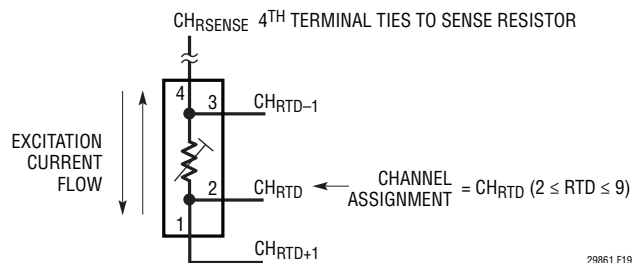 CHRSENSE 4TH TERMINAL TIES TO SENSE RESISTOR
4
3
CHRTD–1
EXCITATION
CURRENT
FLOW
2
CHRTD
CHANNEL
ASSIGNMENT
= CHRTD (2 ≤ RTD ≤ 9)
1
CHRTD+1
29861 F19